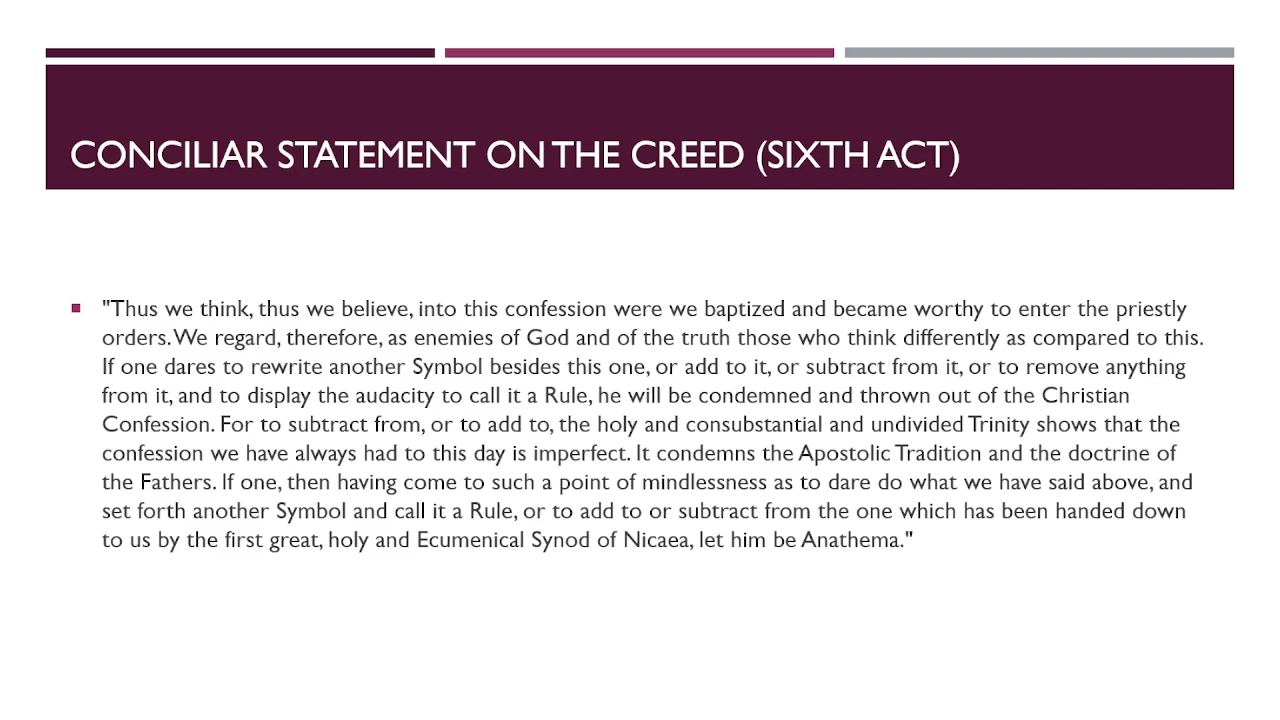 CONCILIAR STATEMENT ON THE CREED (SIXTH ACT)
"Thus we think, thus we believe, into this confession were we baptized and became worthy to enter the priestly
orders. We regard, therefore, as enemies of God and of the truth those who think differently as compared to this.
If one dares to rewrite another Symbol besides this one, or add to it, or subtract from it, or to remove anything
from it, and to display the audacity to call it a Rule, he will be condemned and thrown out of the Christian
Confession. For to subtract from, or to add to, the holy and consubstantial and undivided Trinity shows that the
confession we have always had to this day is imperfect. It condemns the Apostolic Tradition and the doctrine of
the Fathers. If one, then having come to such a point of mindlessness as to dare do what we have said above, and
set forth another Symbol and call it a Rule, or to add to or subtract from the one which has been handed down
to us by the first great, holy and Ecumenical Synod of Nicaea, let him be Anathema."